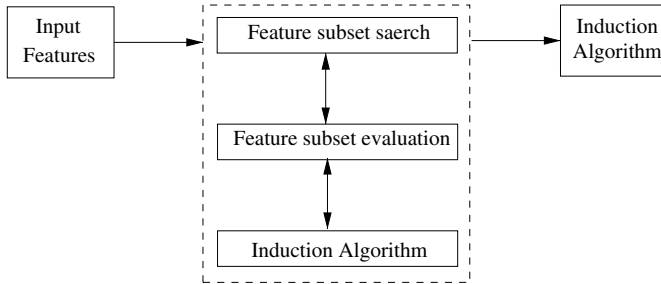 Input
Features
Feature subset saerch
Feature subset evaluation
Induction Algorithm
Induction
Algorithm